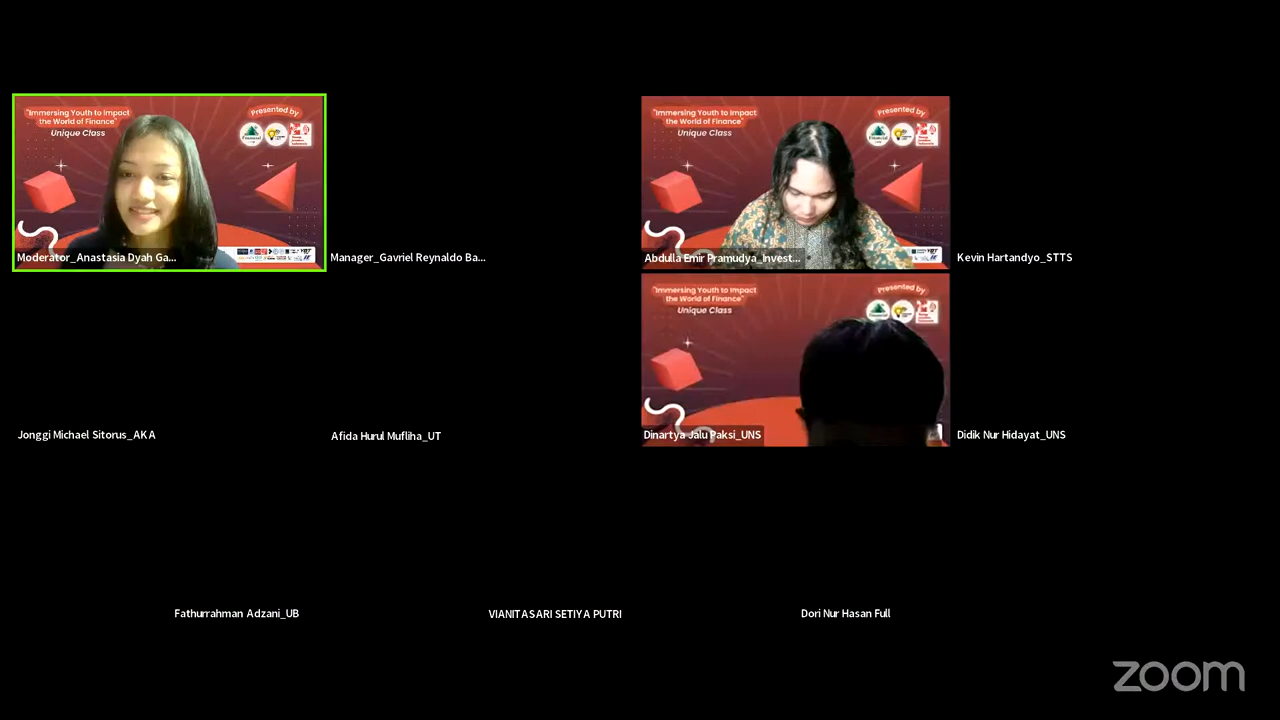 "Immersing Youth to Impact
the World of Finance"
Unique Class
Presented by
Moderator_Anastasia Dyah Ga...
Manager_Gavriel Reynaldo Ba...
"Immersing Youth to Impact
the World of Finance"
Unique Class
Presented by
Abdulla Emir Pramudya_Invest...
Kevin Hartandyo_STTS
Jonggi Michael Sitorus_AKA
Afida Hurul Mufliha_UT
"Immersing Youth to Impact
the World of Finance"
Unique Class
Presented by
Dinartya Jalu Paksi_UNS
Didik Nur Hidayat_UNS
Fathurrahman Adzani_UB
VIANITASARI SETIYA PUTRI
Dori Nur Hasan Full
zoom